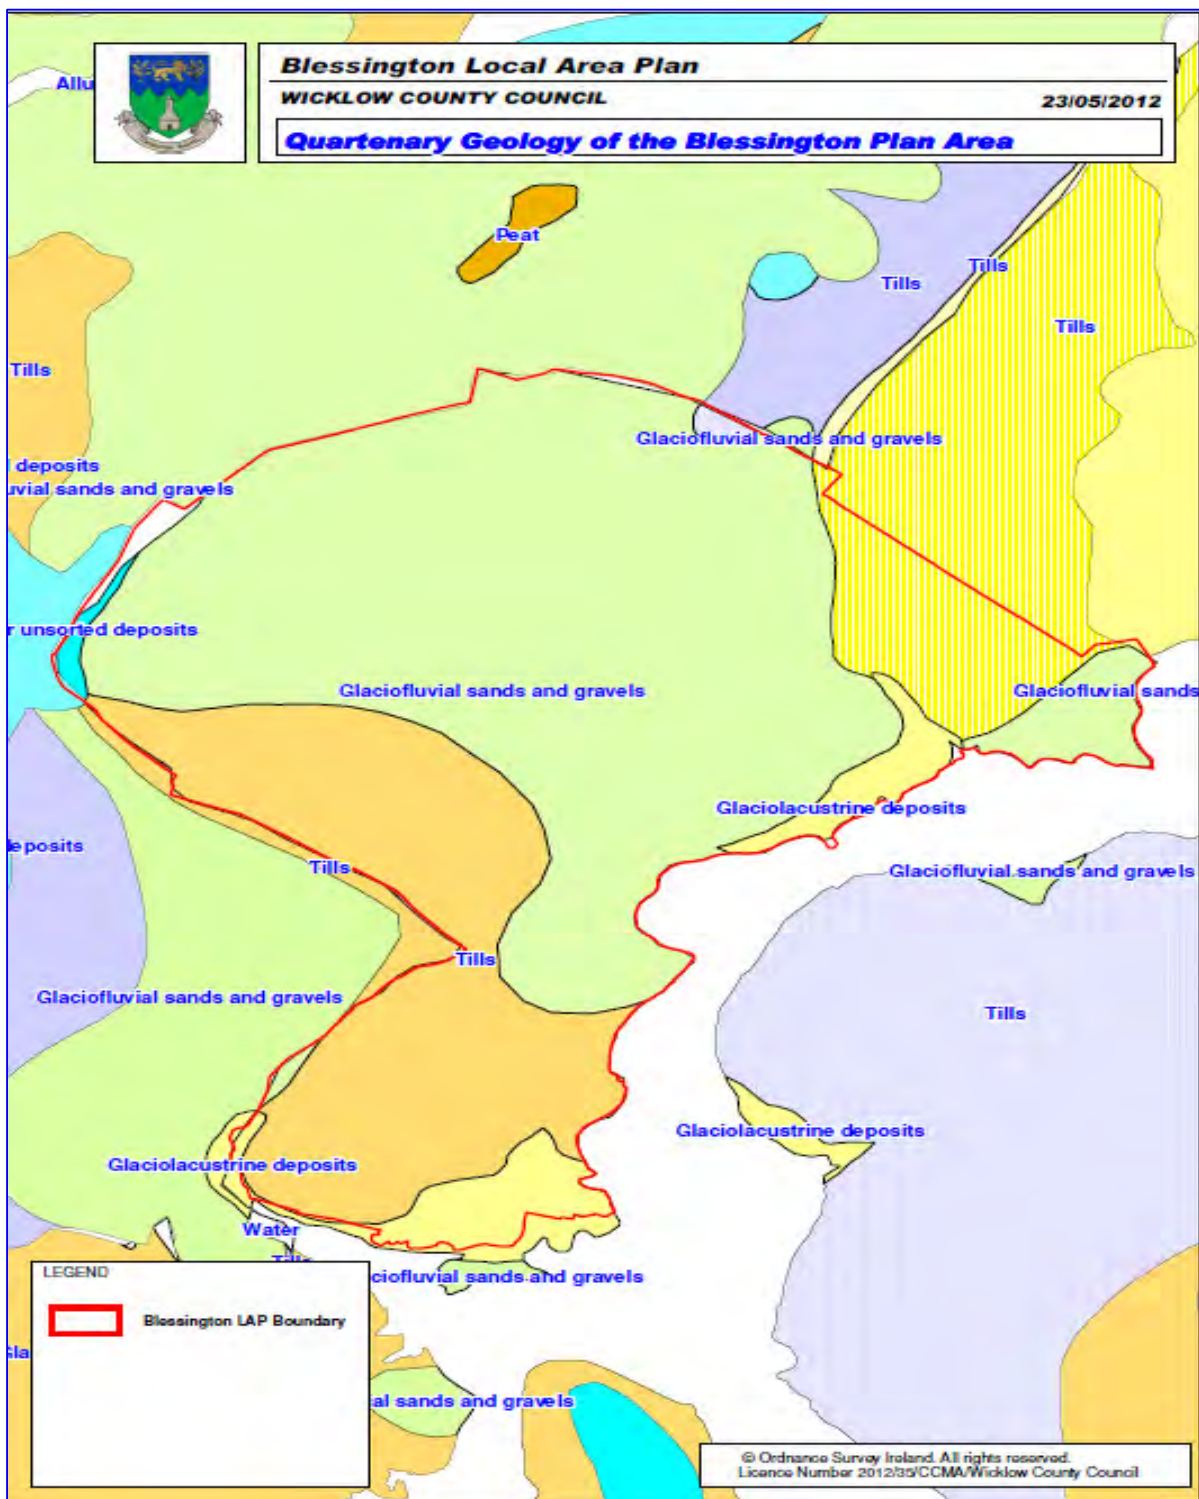 Blessington Local Area Plan
WICKLOW COUNTY COUNCIL 23/05/2012
Quartenary Geology of the Blessington Plan Area
Allu
Peat
Tills
Tills
Tills
Tills
Glaciofluvial sands and gravels
deposits
uvial sands and gravels
r unsorted deposits
Glaciofluvial sands and gravels
Glaciofluvial sands
Glaciolacustrine deposits
eposits
Tills
Glaciofluvial sands and gravels
Tills
Glaciofluvial sands and gravels
Tills
Glaciolacustrine deposits
Glaciolacustrine deposits
Water
Tills
LEGEND
ciofluvial sands and gravels
Blessington LAP Boundary
Gla
al sands and gravels
© Ordnance Survey Ireland. All rights reserved.
Licence Number 2012/35/CCMA/Wicklow County Council